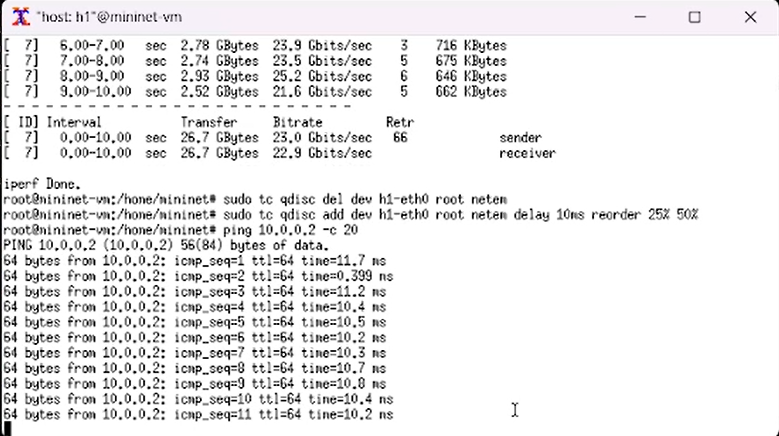 "host: h1"@mininet-vm
[  7]   6.00-7.00   sec  2.78 GBytes  23.9 Gbits/sec    3    716 KBytes
[  7]   7.00-8.00   sec  2.74 GBytes  23.5 Gbits/sec    5    675 KBytes
[  7]   8.00-9.00   sec  2.93 GBytes  25.2 Gbits/sec    6    646 KBytes
[  7]   9.00-10.00  sec  2.52 GBytes  21.6 Gbits/sec    5    662 KBytes
- - - - - - - - - - - - - - - - - - - - - - - - -
[ ID] Interval           Transfer     Bitrate         Retr
[  7]   0.00-10.00  sec  26.7 GBytes  23.0 Gbits/sec   66             sender
[  7]   0.00-10.00  sec  26.7 GBytes  22.9 Gbits/sec                  receiver
iperf Done.
root@mininet-vm:/home/mininet# sudo tc qdisc del dev h1-eth0 root netem
root@mininet-vm:/home/mininet# sudo tc qdisc add dev h1-eth0 root netem delay 10ms reorder 25% 50%
root@mininet-vm:/home/mininet# ping 10.0.0.2 -c 20
PING 10.0.0.2 (10.0.0.2) 56(84) bytes of data.
64 bytes from 10.0.0.2: icmp_seq=1 ttl=64 time=11.7 ms
64 bytes from 10.0.0.2: icmp_seq=2 ttl=64 time=0.399 ms
64 bytes from 10.0.0.2: icmp_seq=3 ttl=64 time=11.2 ms
64 bytes from 10.0.0.2: icmp_seq=4 ttl=64 time=10.4 ms
64 bytes from 10.0.0.2: icmp_seq=5 ttl=64 time=10.5 ms
64 bytes from 10.0.0.2: icmp_seq=6 ttl=64 time=10.2 ms
64 bytes from 10.0.0.2: icmp_seq=7 ttl=64 time=10.3 ms
64 bytes from 10.0.0.2: icmp_seq=8 ttl=64 time=10.7 ms
64 bytes from 10.0.0.2: icmp_seq=9 ttl=64 time=10.8 ms
64 bytes from 10.0.0.2: icmp_seq=10 ttl=64 time=10.4 ms
64 bytes from 10.0.0.2: icmp_seq=11 ttl=64 time=10.2 ms